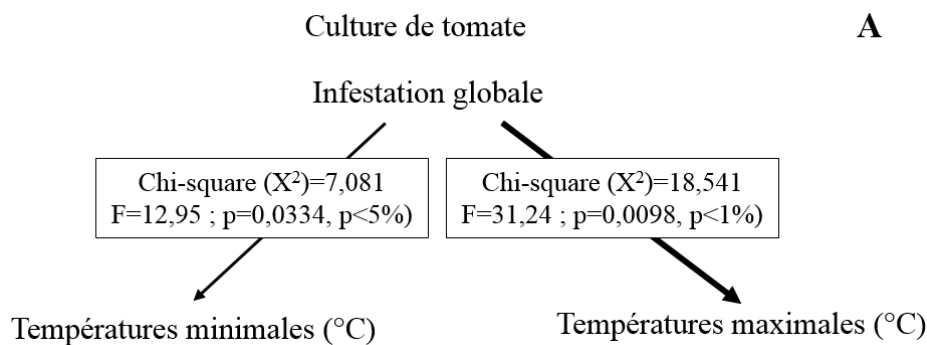 Culture de tomate
A
Infestation globale
Chi-square (X²)=7,081
F=12,95 ; p=0,0334, p<5%)
Chi-square (X²)=18,541
F=31,24 ; p=0,0098, p<1%)
Températures minimales (°C)
Températures maximales (°C)